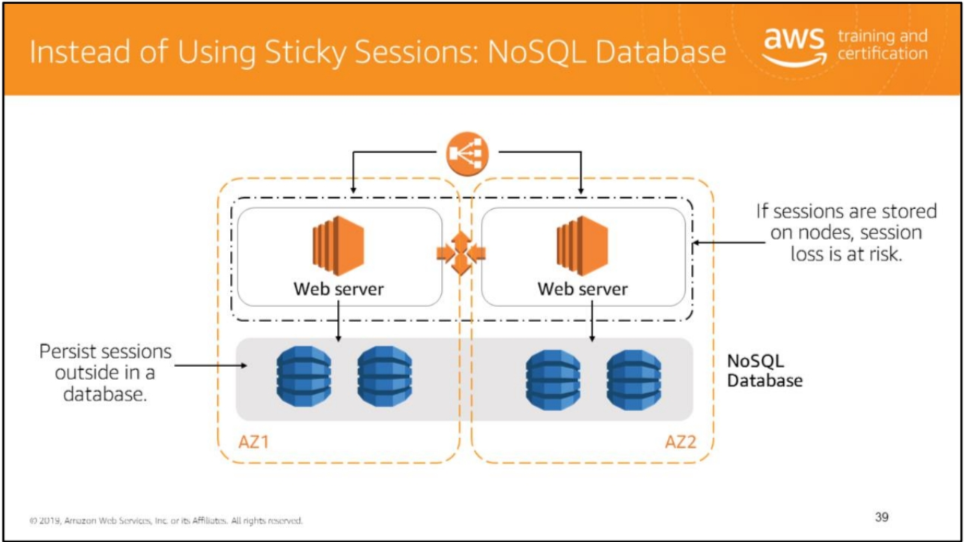 Instead of Using Sticky Sessions: NoSQL Database
aws training and
certification
If sessions are stored
on nodes, session
loss is at risk.
Web server
Web server
Persist sessions
outside in a
database.
NoSQL
Database
AZ1
AZ2
© 2019, Amazon Web Services, Inc. or its Affiliates. All rights reserved.
39